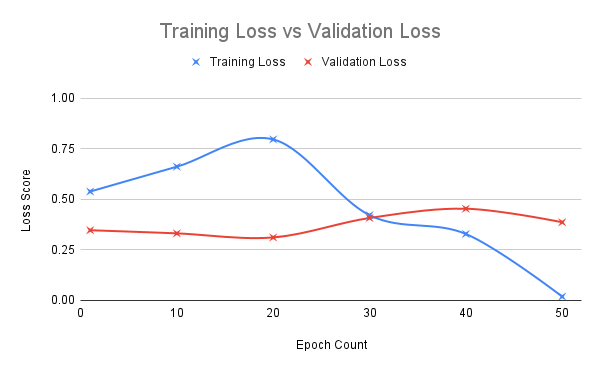 Training Loss vs Validation Loss
Training Loss Validation Loss
1.00
0.75
0.50
0.25
0.00
Loss Score
0 10 20 30 40 50
Epoch Count